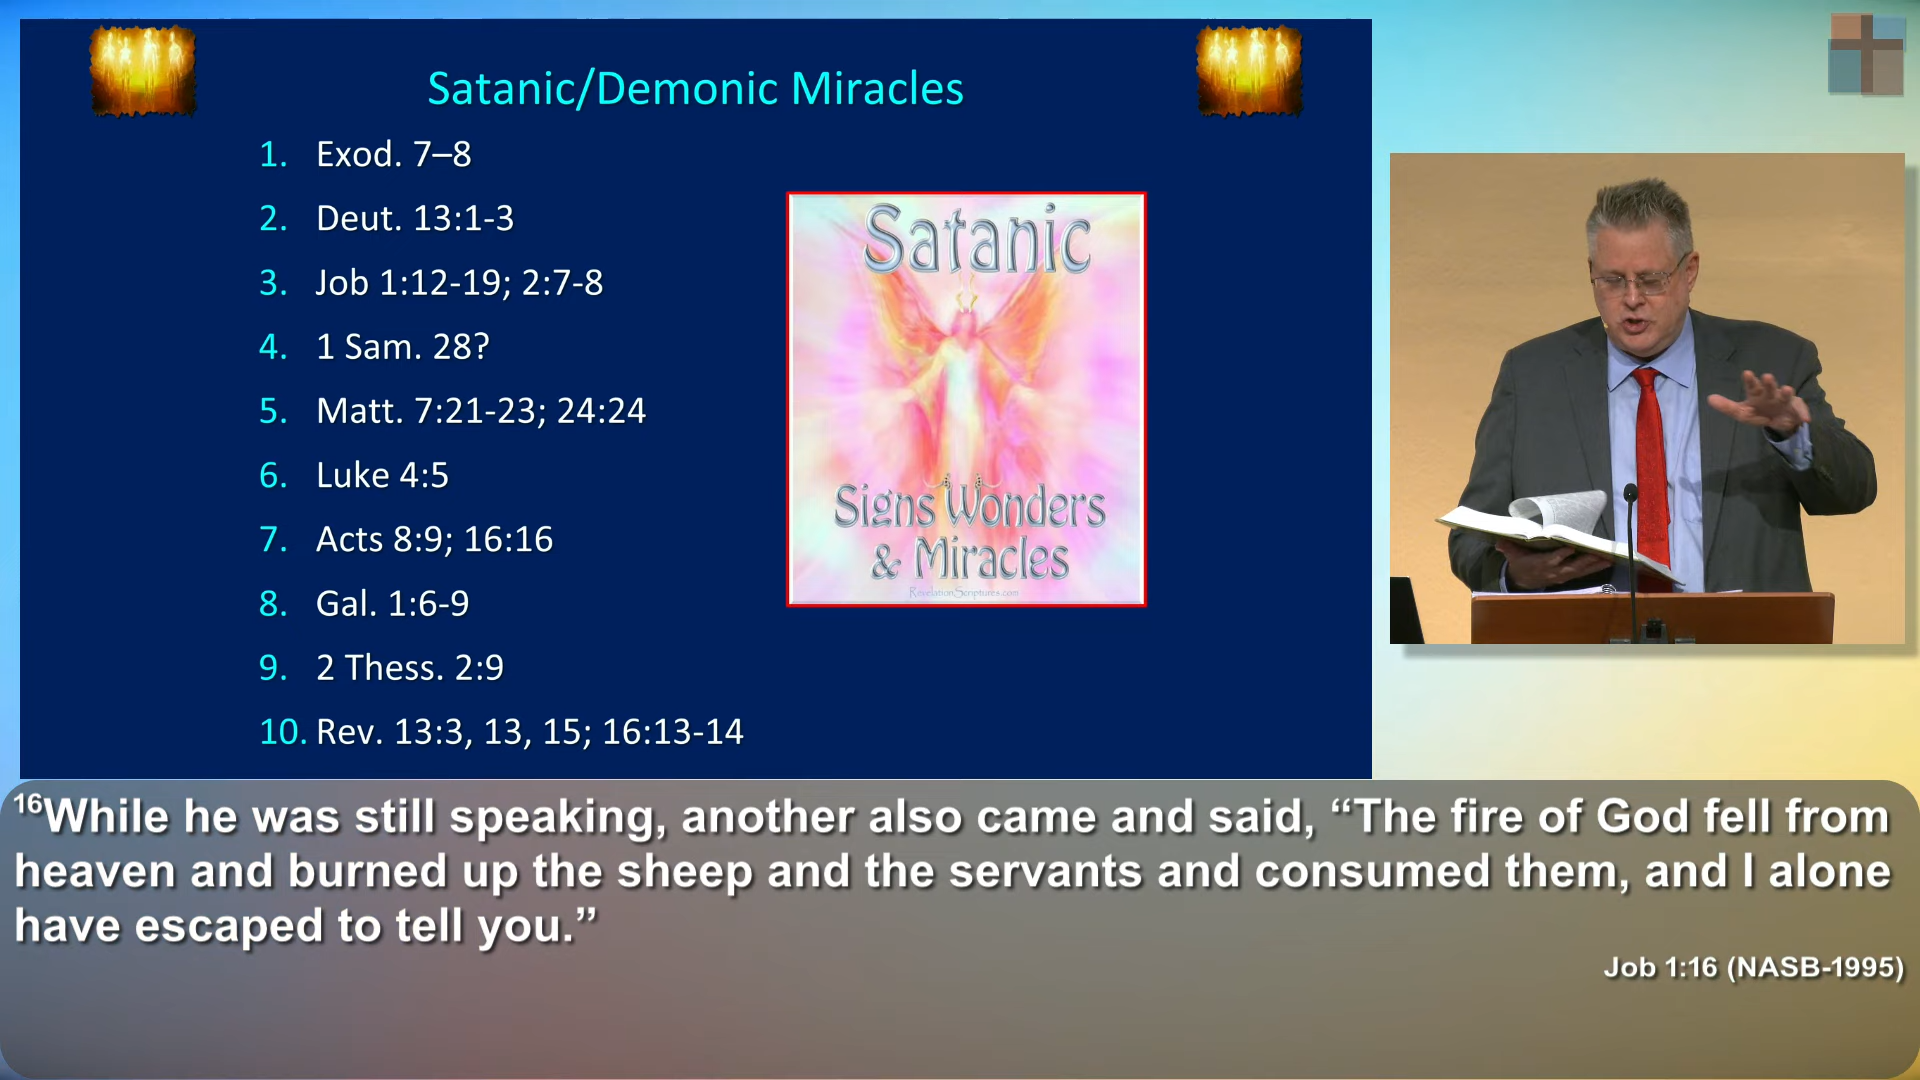 Satanic/Demonic Miracles
1. Exod. 7–8
2. Deut. 13:1-3
3. Job 1:12-19; 2:7-8
4. 1 Sam. 28?
5. Matt. 7:21-23; 24:24
6. Luke 4:5
7. Acts 8:9; 16:16
8. Gal. 1:6-9
9. 2 Thess. 2:9
10. Rev. 13:3, 13, 15; 16:13-14
Satanic
Signs Wonders
& Miracles
RevelationScriptures.com
16While he was still speaking, another also came and said, “The fire of God fell from
heaven and burned up the sheep and the servants and consumed them, and I alone
have escaped to tell you.”
Job 1:16 (NASB-1995)